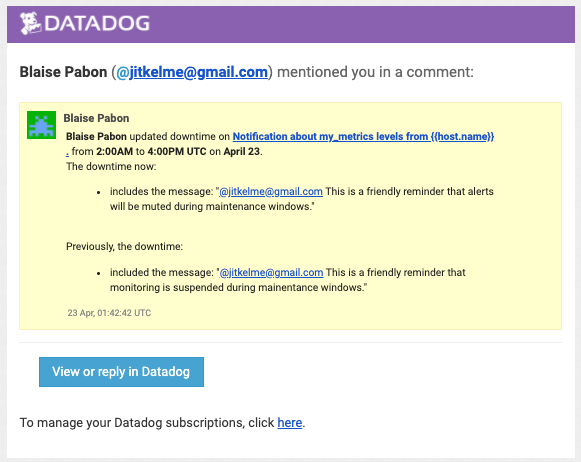 DATADOG
Blaise Pabon (@jitkelme@gmail.com) mentioned you in a comment:
Blaise Pabon
Blaise Pabon updated downtime on Notification about my_metrics levels from {{host.name}}
. from 2:00AM to 4:00PM UTC on April 23.
The downtime now:
• includes the message: "@jitkelme@gmail.com This is a friendly reminder that alerts
will be muted during maintenance windows."
Previously, the downtime:
• included the message: "@jitkelme@gmail.com This is a friendly reminder that
monitoring is suspended during mainentance windows."
23 Apr, 01:42:42 UTC
View or reply in Datadog
To manage your Datadog subscriptions, click here.